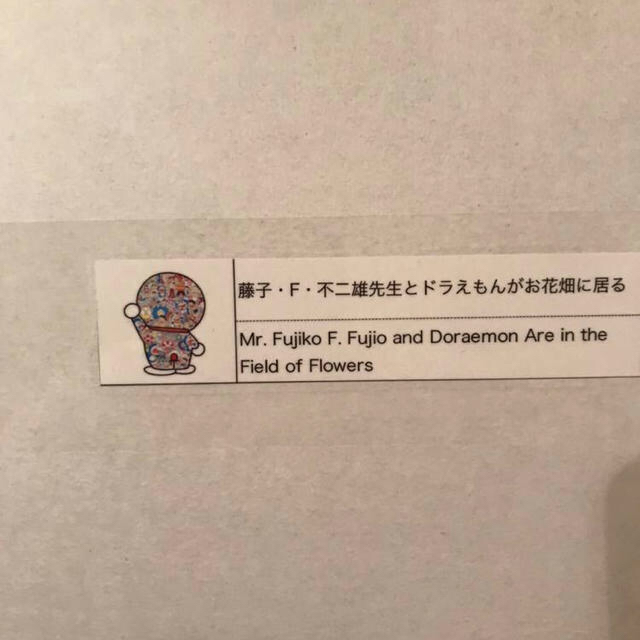 藤子・F・不二雄先生とドラえもんがお花畑に居る
Mr. Fujiko F. Fujio and Doraemon Are in the
Field of Flowers